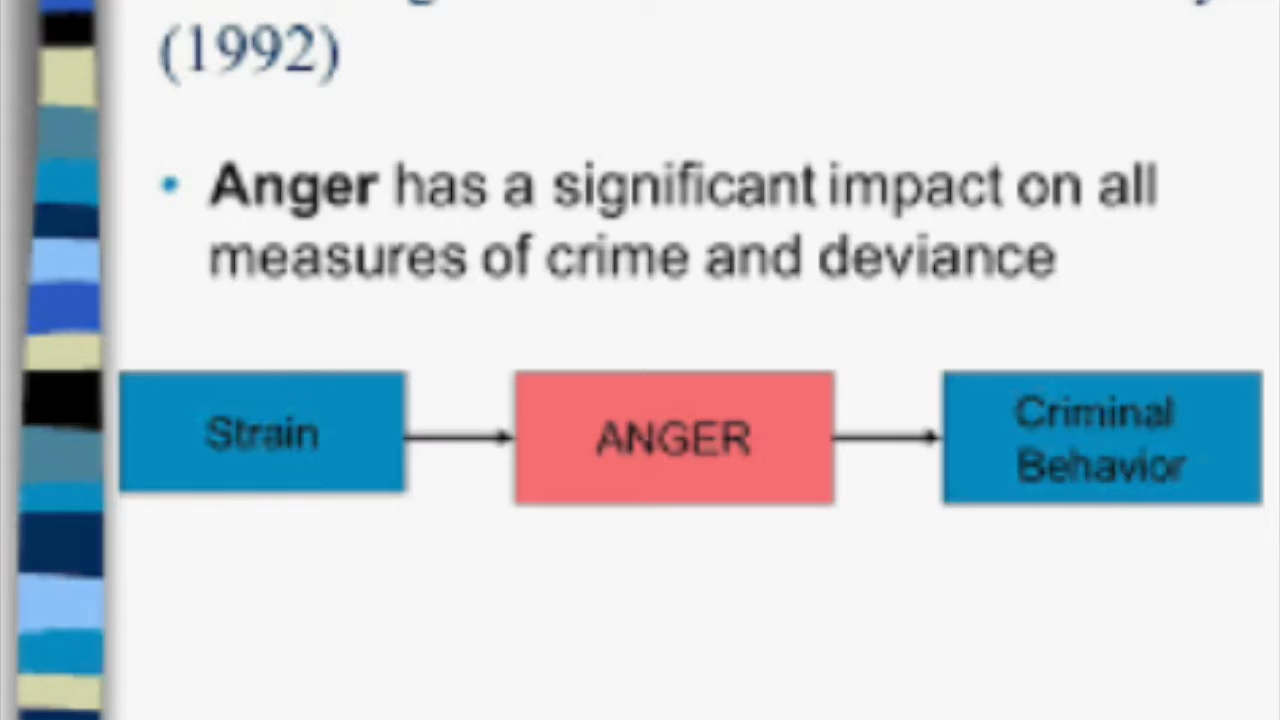 (1992)
• Anger has a significant impact on all
measures of crime and deviance
Strain
ANGER
Criminal
Behavior